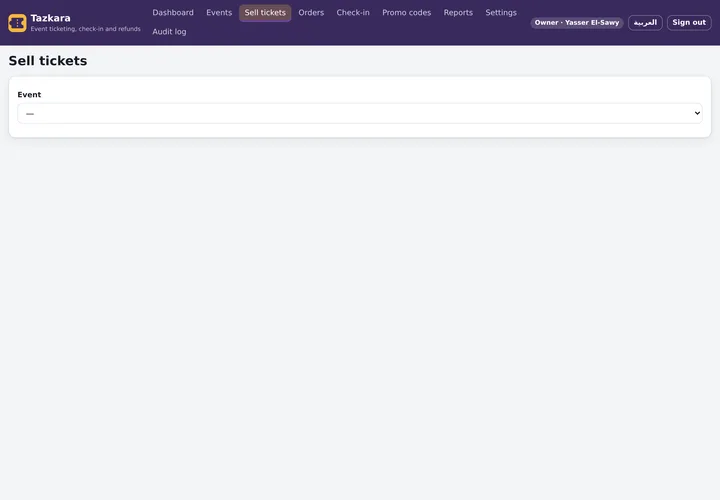 Tazkara
Event ticketing, check-in and refunds
Dashboard Events Sell tickets Orders Check-in Promo codes Reports Settings
Audit log
Owner · Yasser El-Sawy
العربية
Sign out
Sell tickets
Event
—